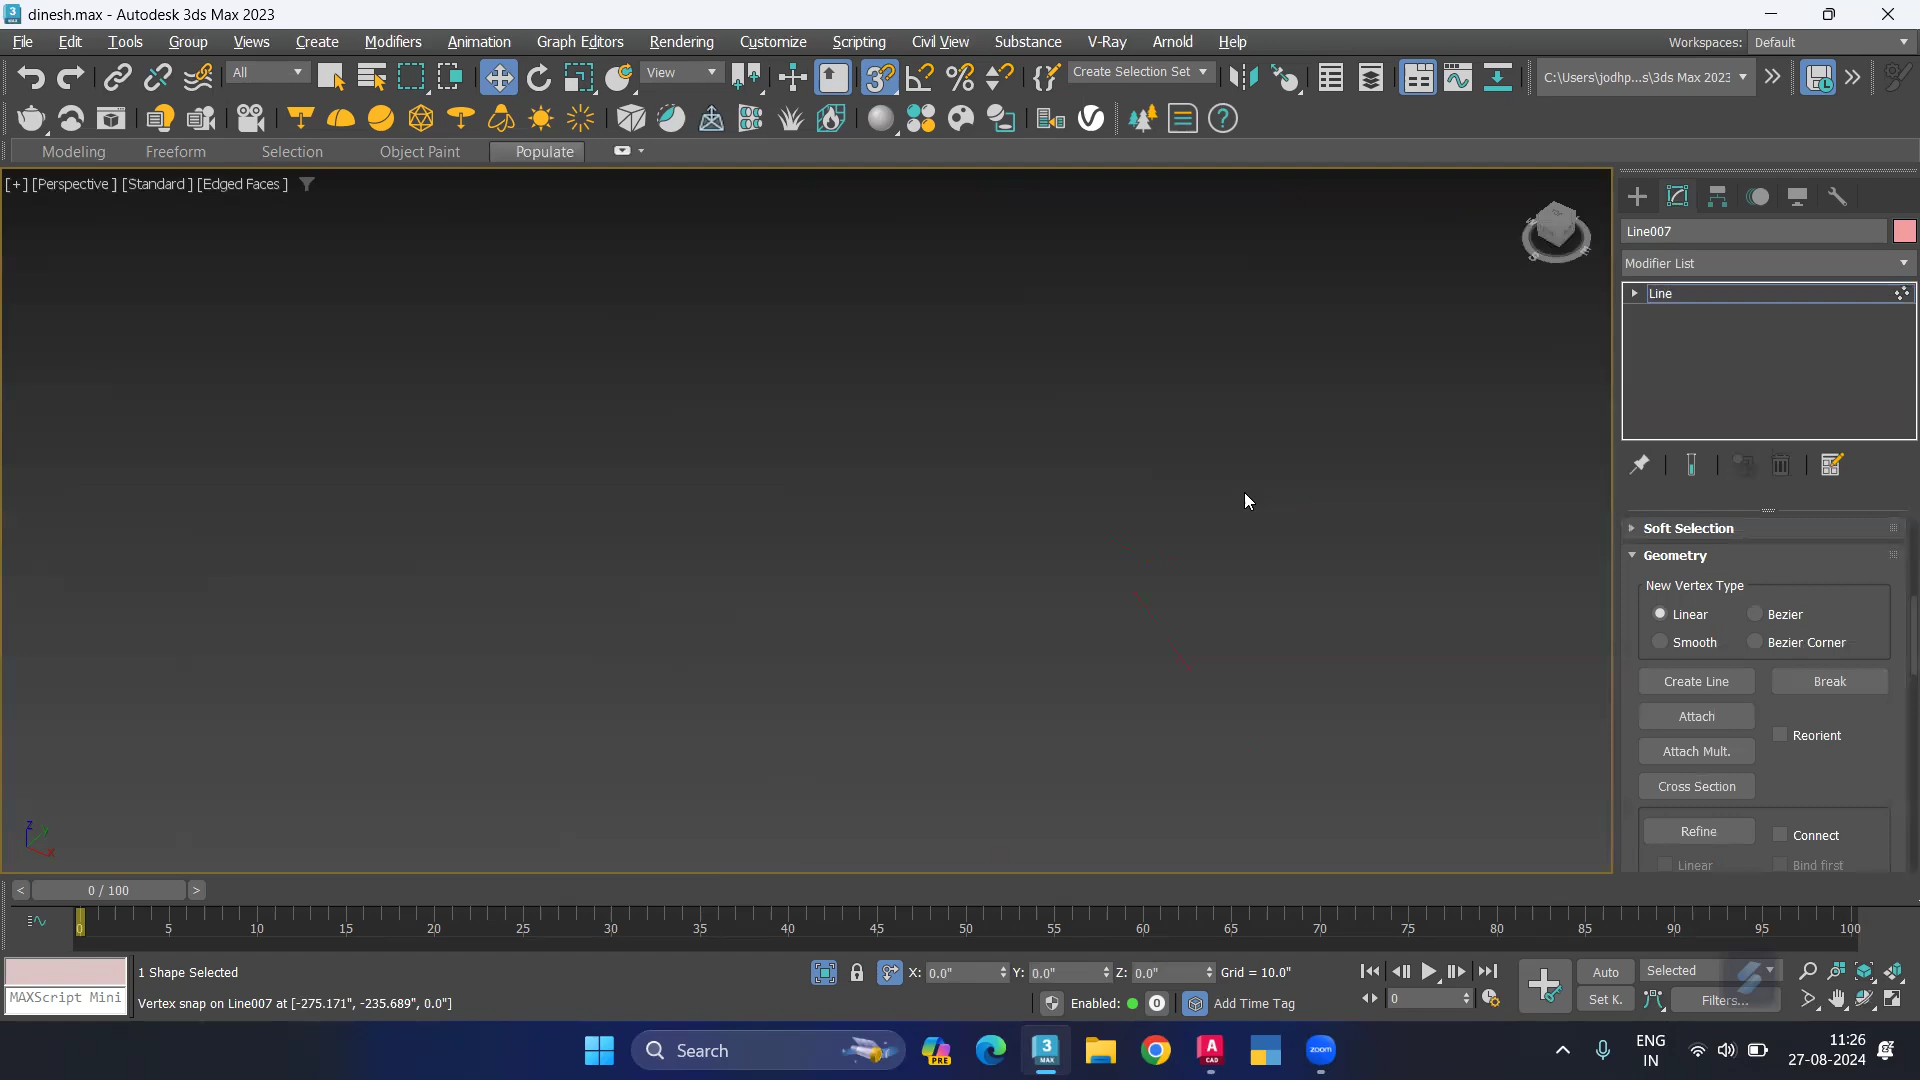 dinesh.max - Autodesk 3ds Max 2023
File Edit Tools Group Views Create Modifiers Animation Graph Editors Rendering Customize Scripting Civil View Substance V-Ray Arnold Help Workspaces: Default
All View Create Selection Set C:\Users\jodhp...s\3ds Max 2023
Modeling Freeform Selection Object Paint Populate
[+] [Perspective] [Standard] [Edged Faces]
Line007
Modifier List
Line
Soft Selection
Geometry
New Vertex Type
Linear Bezier
Smooth Bezier Corner
Create Line Break
Attach
Reorient
Attach Mult.
Cross Section
Refine Connect
Linear Bind first
Z
Y
X
< 0 / 100 >
0 5 10 15 20 25 30 35 40 45 50 55 60 65 70 75 80 85 90 95 100
1 Shape Selected X: 0.0" Y: 0.0" Z: 0.0" Grid = 10.0" Auto Selected
MAXScript Mini Vertex snap on Line007 at [-275.171", -235.689", 0.0"] Enabled: 0 Add Time Tag 0 Set K. Filters...
Search PRE 3 MAX A CAD zoom ENG IN 11:26
27-08-2024